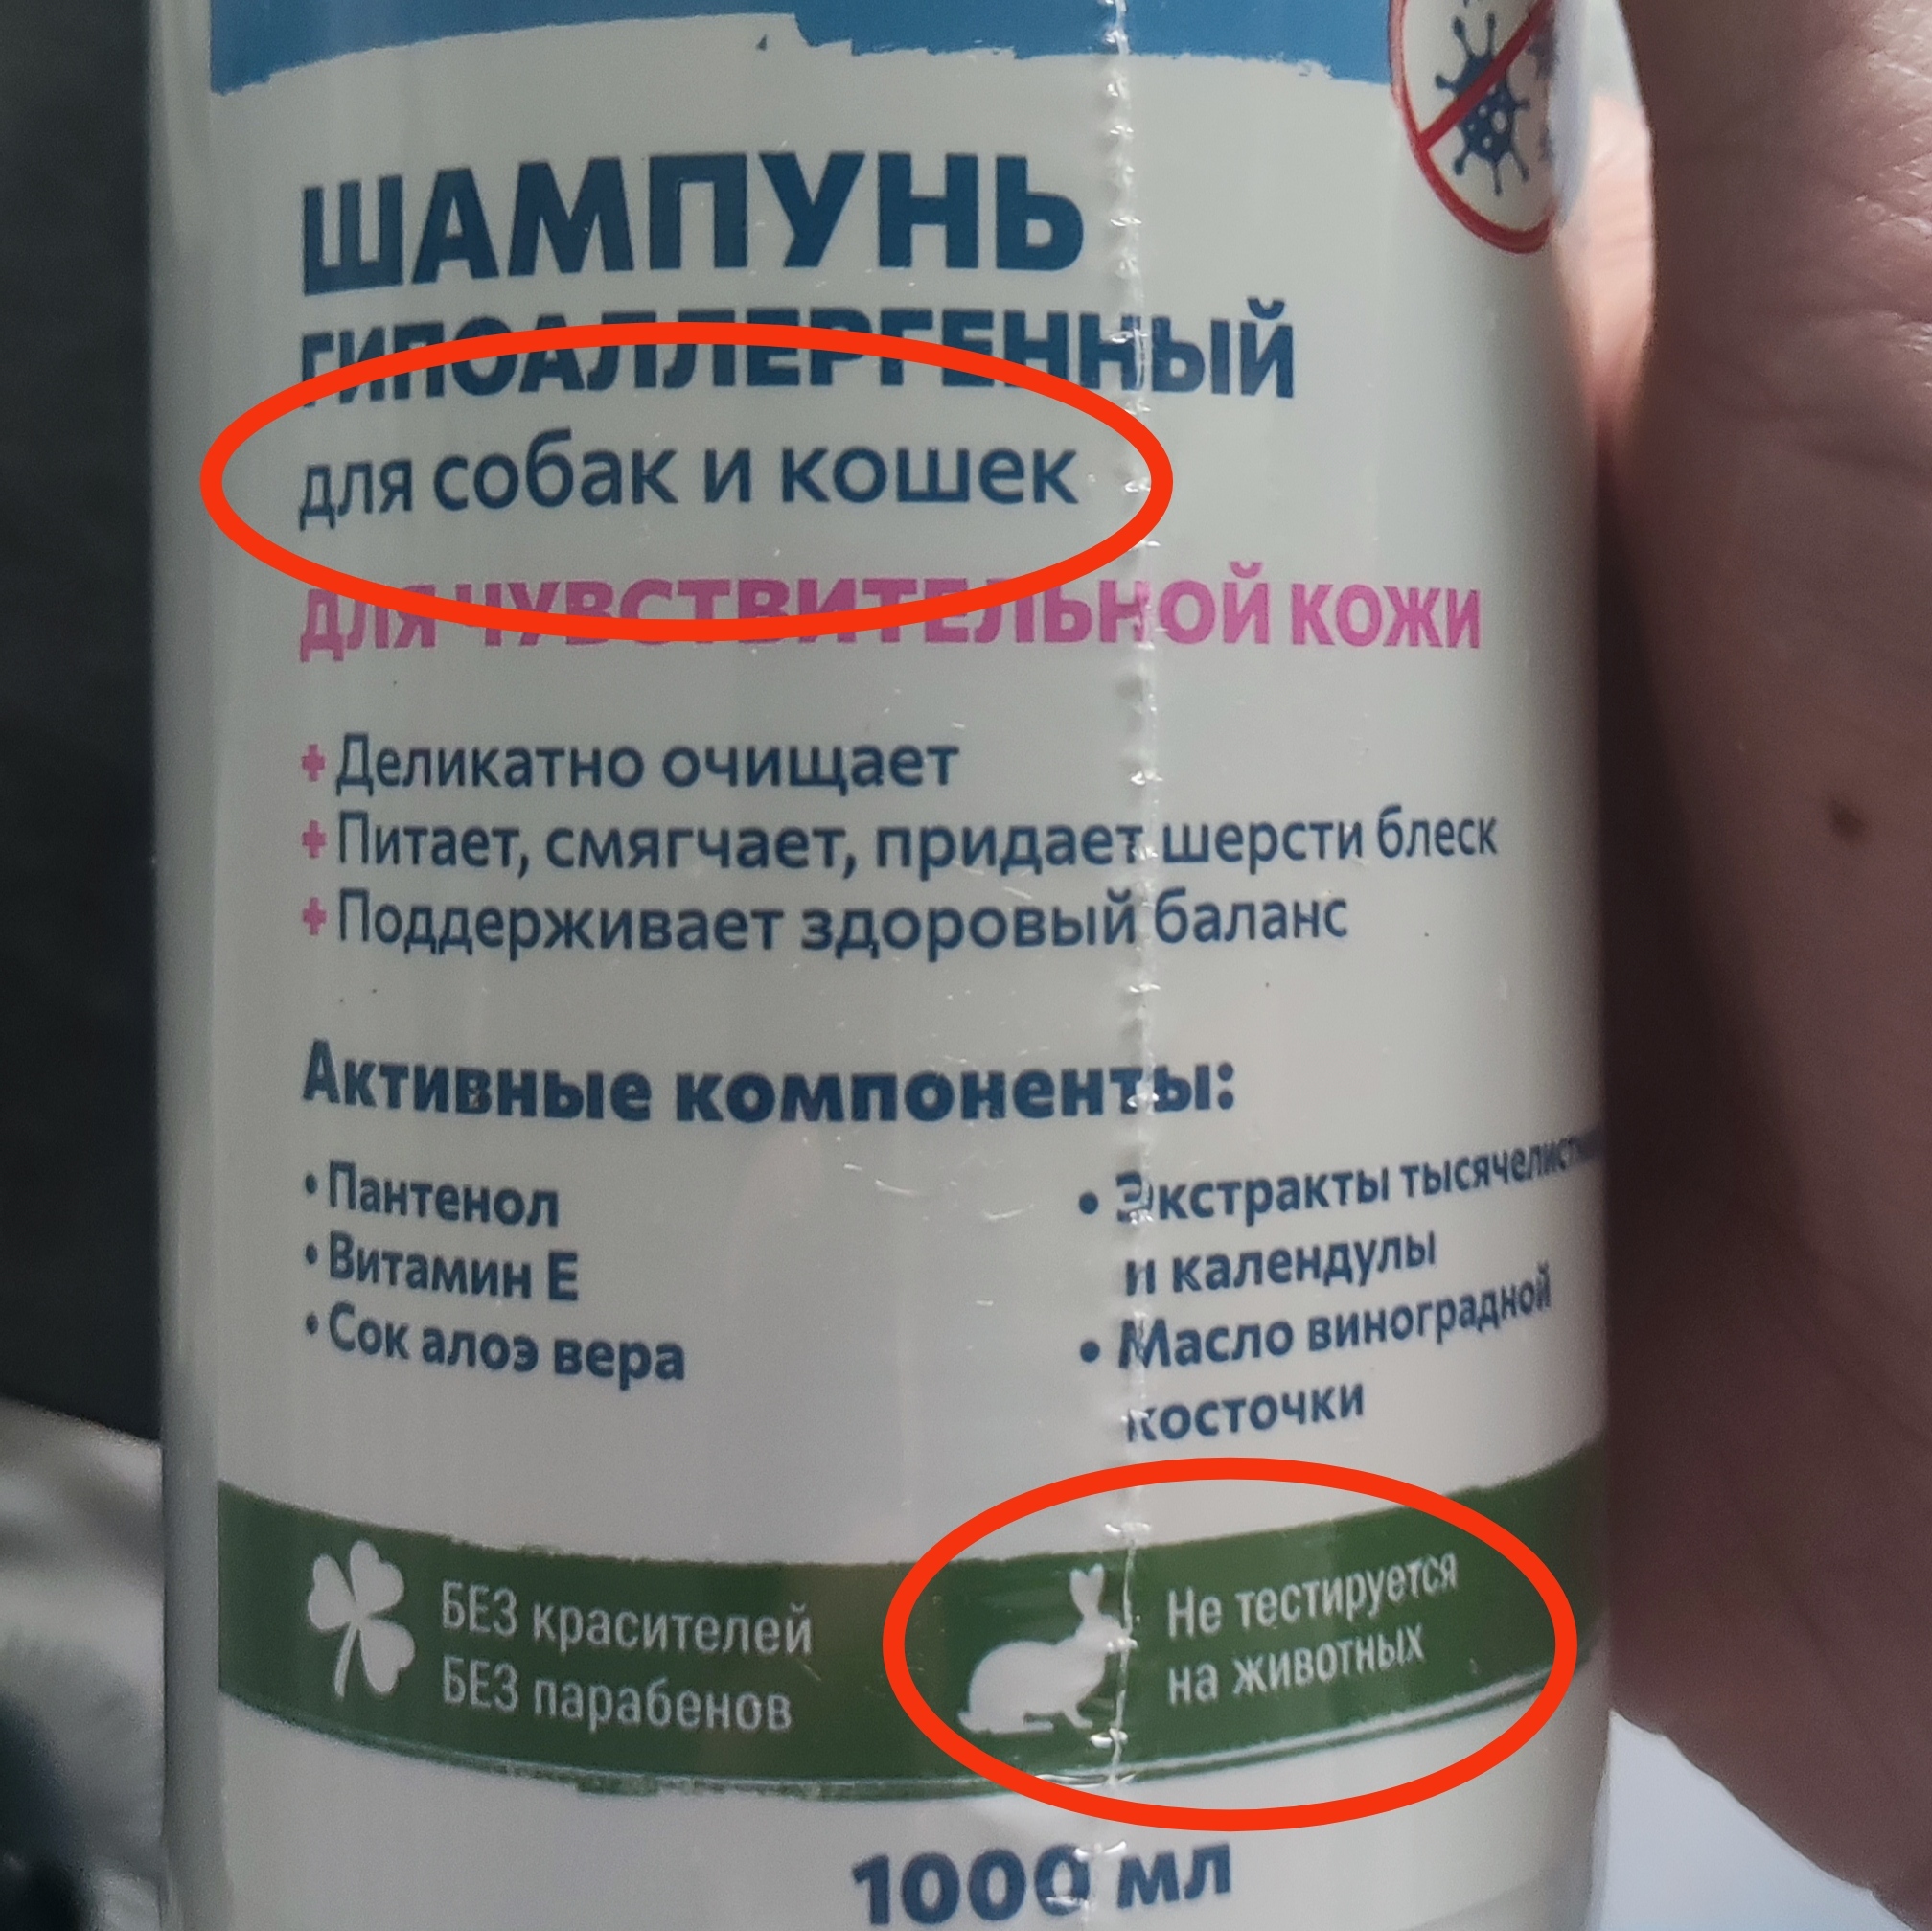 ШАМПУНЬ
ГИПОАЛЛЕРГЕННЫЙ
для собак и кошек
ДЛЯ ЧУВСТВИТЕЛЬНОЙ КОЖИ
+ Деликатно очищает
+ Питает, смягчает, придает шерсти блеск
+ Поддерживает здоровый баланс
Активные компоненты:
• Пантенол
• Витамин Е
• Сок алоэ вера
• Экстракты
и календулы
• Масло виноградной
косточки
БЕЗ красителей
БЕЗ парабенов
Не тестируется
на животных
1000 мл